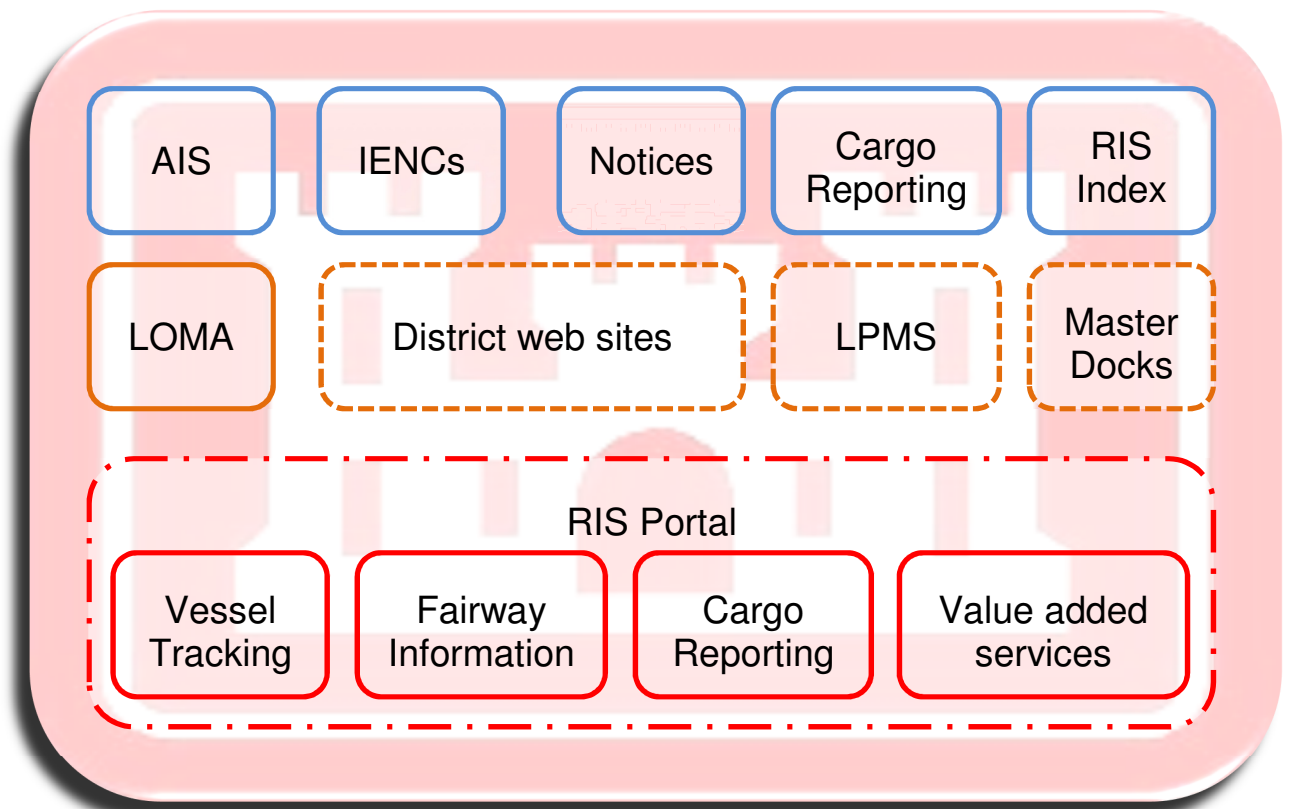 AIS
IENCs
Notices
Cargo
Reporting
RIS
Index
LOMA
District web sites
LPMS
Master
Docks
RIS Portal
Vessel
Tracking
Fairway
Information
Cargo
Reporting
Value added
services